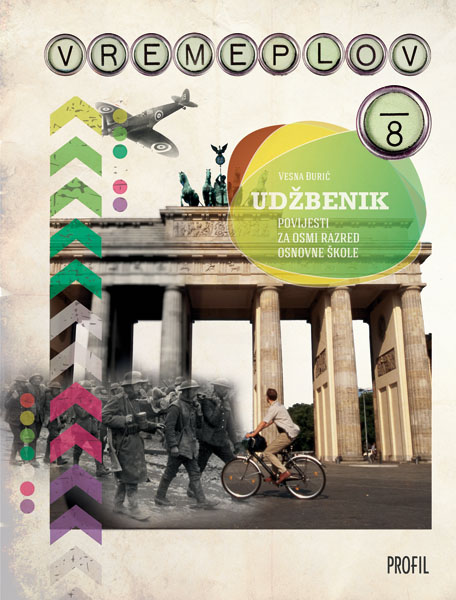 VREMEPLOV
8
VESNA ĐURIĆ
UDŽBENIK
POVIJESTI
ZA OSMI RAZRED
OSNOVNE ŠKOLE
PROFIL